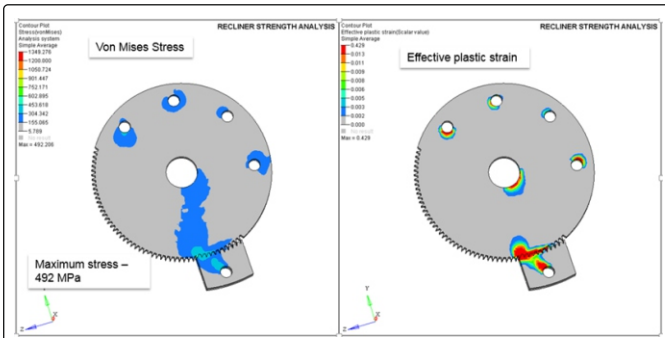 Contour Plot
Stress(vonMises)
Analysis system
Simple Average
1349.276
1200.000
1050.724
901.447
752.171
602.895
453.618
304.342
155.065
5.789
No result
Max = 492.200
RECLINER STRENGTH ANALYSIS
Von Mises Stress
Maximum stress –
492 MPa
Y
Z
X
Contour Plot
Effective plastic strain(Scalar value)
Simple Average
0.429
0.013
0.011
0.009
0.008
0.006
0.005
0.003
0.002
0.000
No result
Max = 0.429
RECLINER STRENGTH ANALYSIS
Effective plastic strain
Y
Z
X